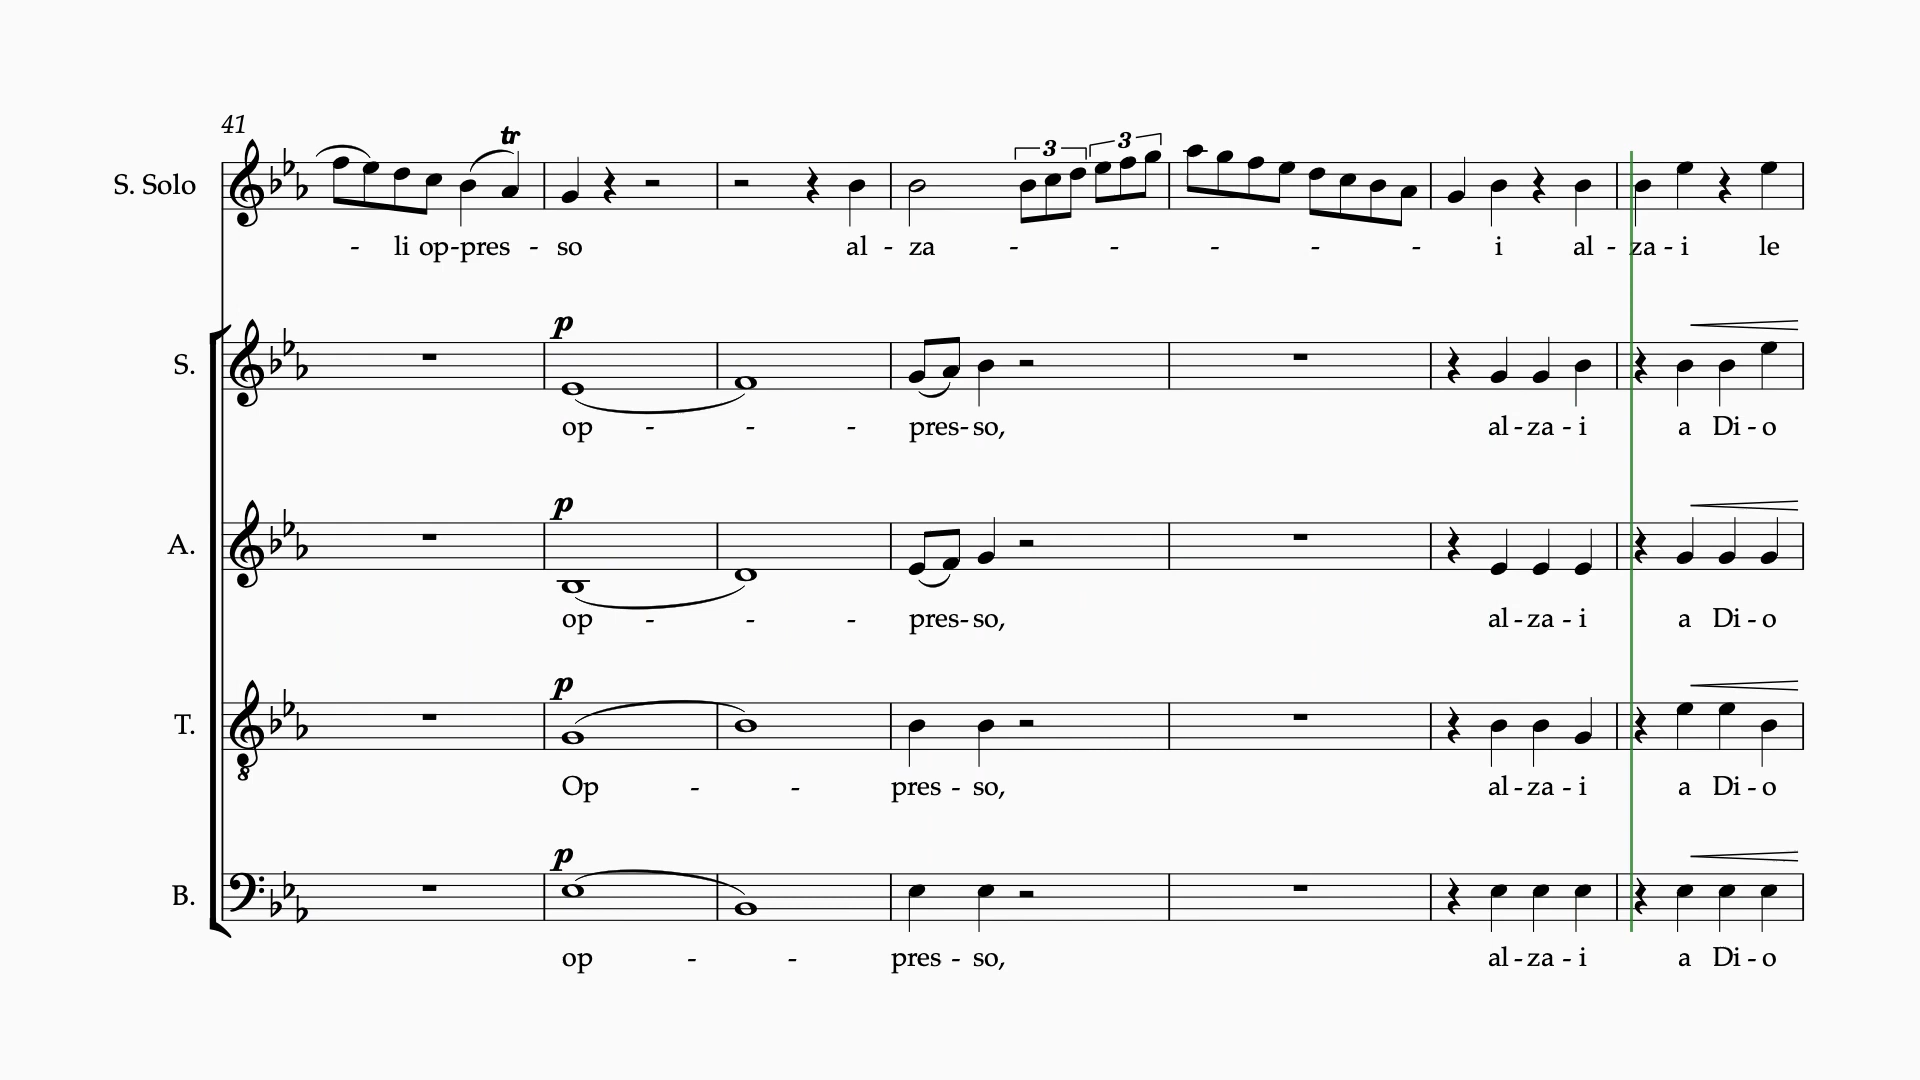 41
tr
3 3
S. Solo
- li op-pres - so al - za - - - - - i al - za - i le
p
S.
op - - - pres-so, al-za - i a Di - o
p
A.
op - - - pres-so, al-za - i a Di - o
p
T.
8
Op - - pres - so, al-za - i a Di - o
p
B.
op - - pres - so, al-za - i a Di - o